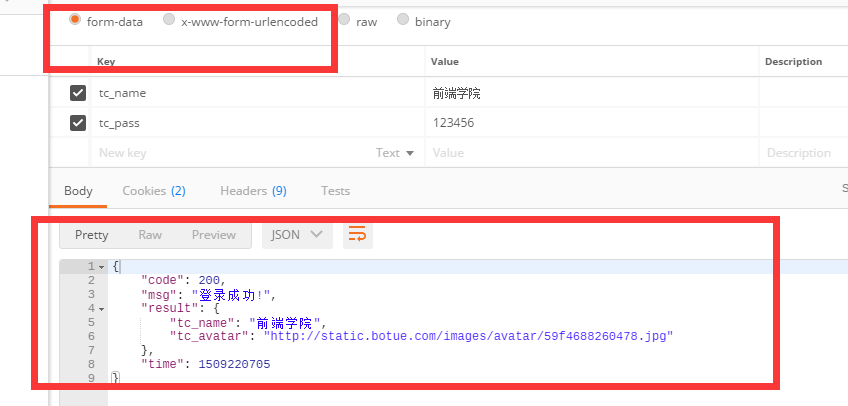 form-data x-www-form-urlencoded raw binary
Key Value Description
tc_name 前端学院
tc_pass 123456
New key Text Value Description
Body Cookies (2) Headers (9) Tests S
Pretty Raw Preview JSON
1 {
2 "code": 200,
3 "msg": "登录成功!",
4 "result": {
5 "tc_name": "前端学院",
6 "tc_avatar": "http://static.botue.com/images/avatar/59f4688260478.jpg"
7 },
8 "time": 1509220705
9 }